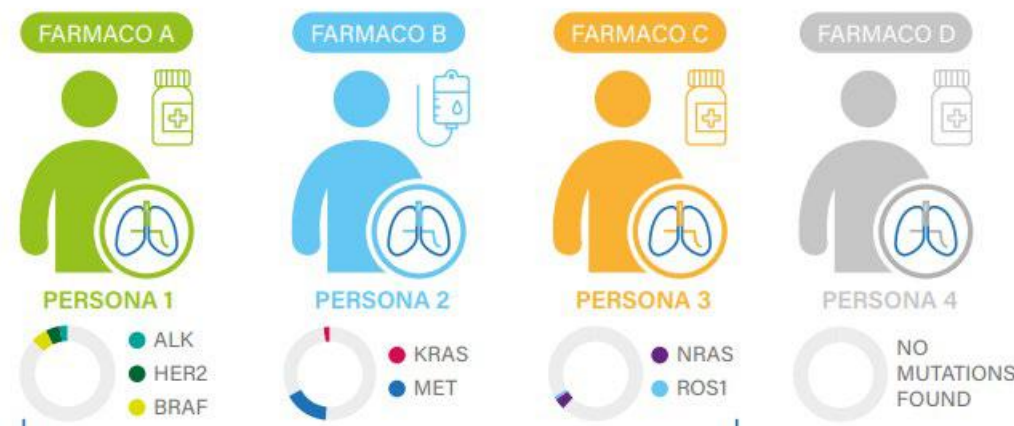 FARMACO A
FARMACO B
FARMACO C
FARMACO D
PERSONA 1
PERSONA 2
PERSONA 3
PERSONA 4
ALK
HER2
BRAF
KRAS
MET
NRAS
ROS1
NO
MUTATIONS
FOUND